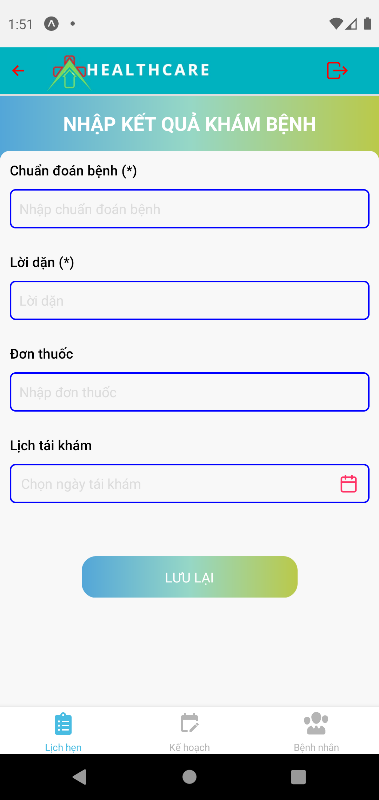 1:51
HEALTHCARE
NHẬP KẾT QUẢ KHÁM BỆNH
Chuẩn đoán bệnh (*)
Nhập chuẩn đoán bệnh
Lời dặn (*)
Lời dặn
Đơn thuốc
Nhập đơn thuốc
Lịch tái khám
Chọn ngày tái khám
LƯU LẠI
Lịch hẹn Kế hoạch Bệnh nhân